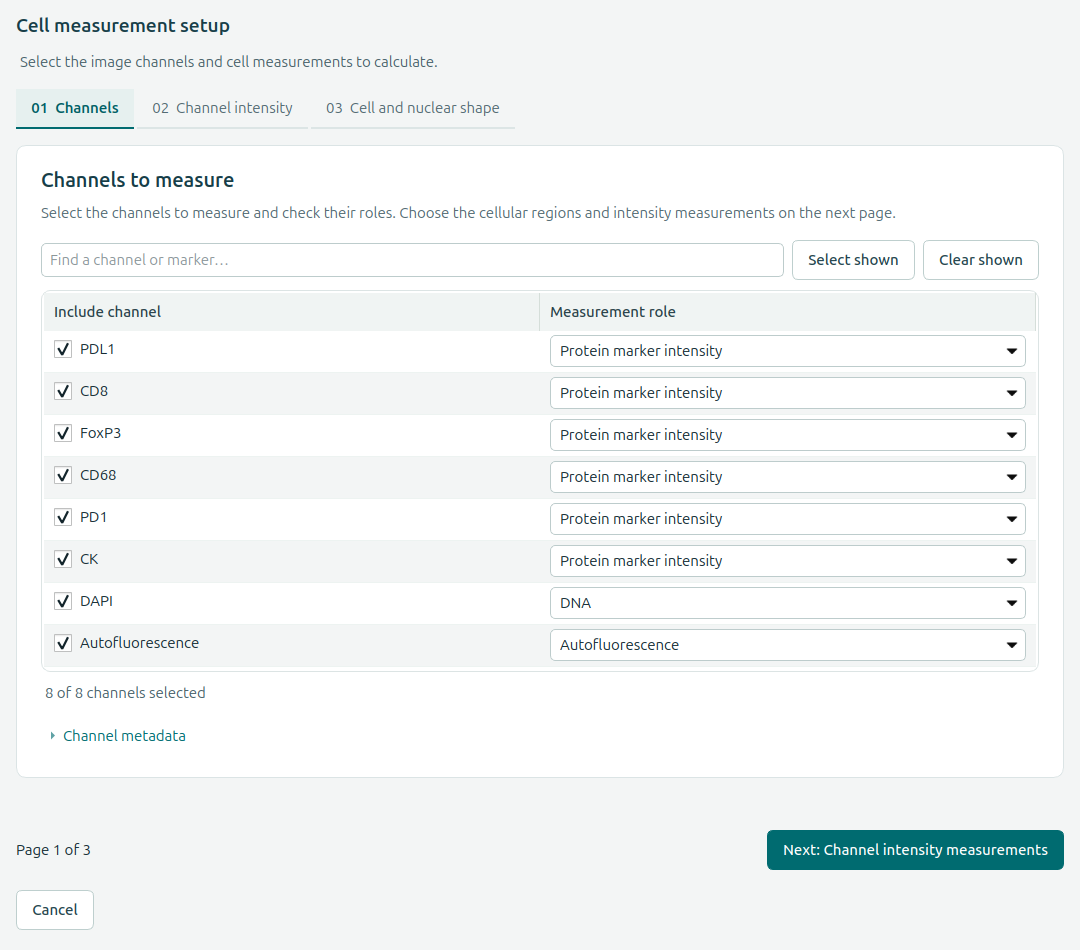 Cell measurement setup
Select the image channels and cell measurements to calculate.
01 Channels 02 Channel intensity 03 Cell and nuclear shape
Channels to measure
Select the channels to measure and check their roles. Choose the cellular regions and intensity measurements on the next page.
Find a channel or marker… Select shown Clear shown
Include channel Measurement role
PDL1 Protein marker intensity
CD8 Protein marker intensity
FoxP3 Protein marker intensity
CD68 Protein marker intensity
PD1 Protein marker intensity
CK Protein marker intensity
DAPI DNA
Autofluorescence Autofluorescence
8 of 8 channels selected
Channel metadata
Page 1 of 3 Next: Channel intensity measurements
Cancel